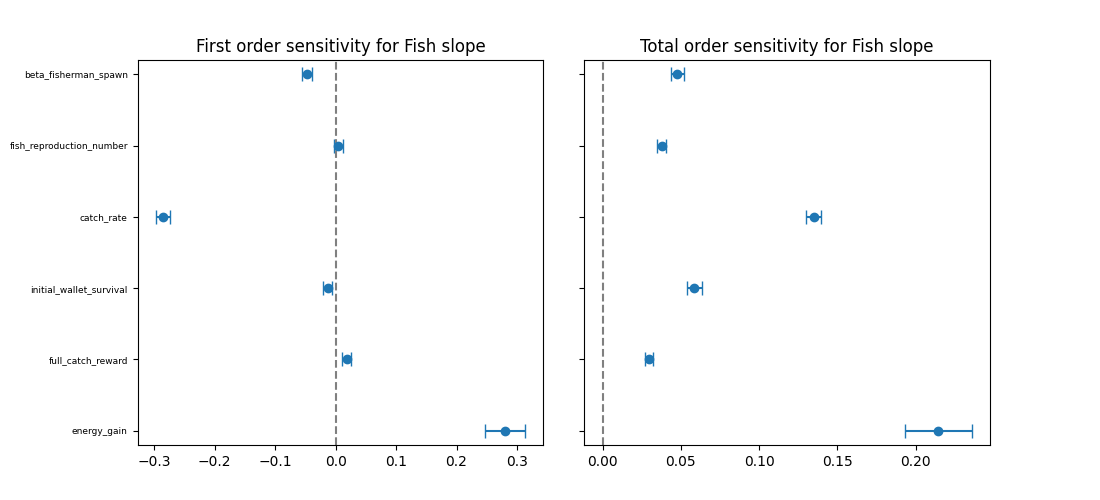 First order sensitivity for Fish slope
Total order sensitivity for Fish slope
beta_fisherman_spawn
fish_reproduction_number
catch_rate
initial_wallet_survival
full_catch_reward
energy_gain
−0.3 −0.2 −0.1 0.0 0.1 0.2 0.3
0.00 0.05 0.10 0.15 0.20